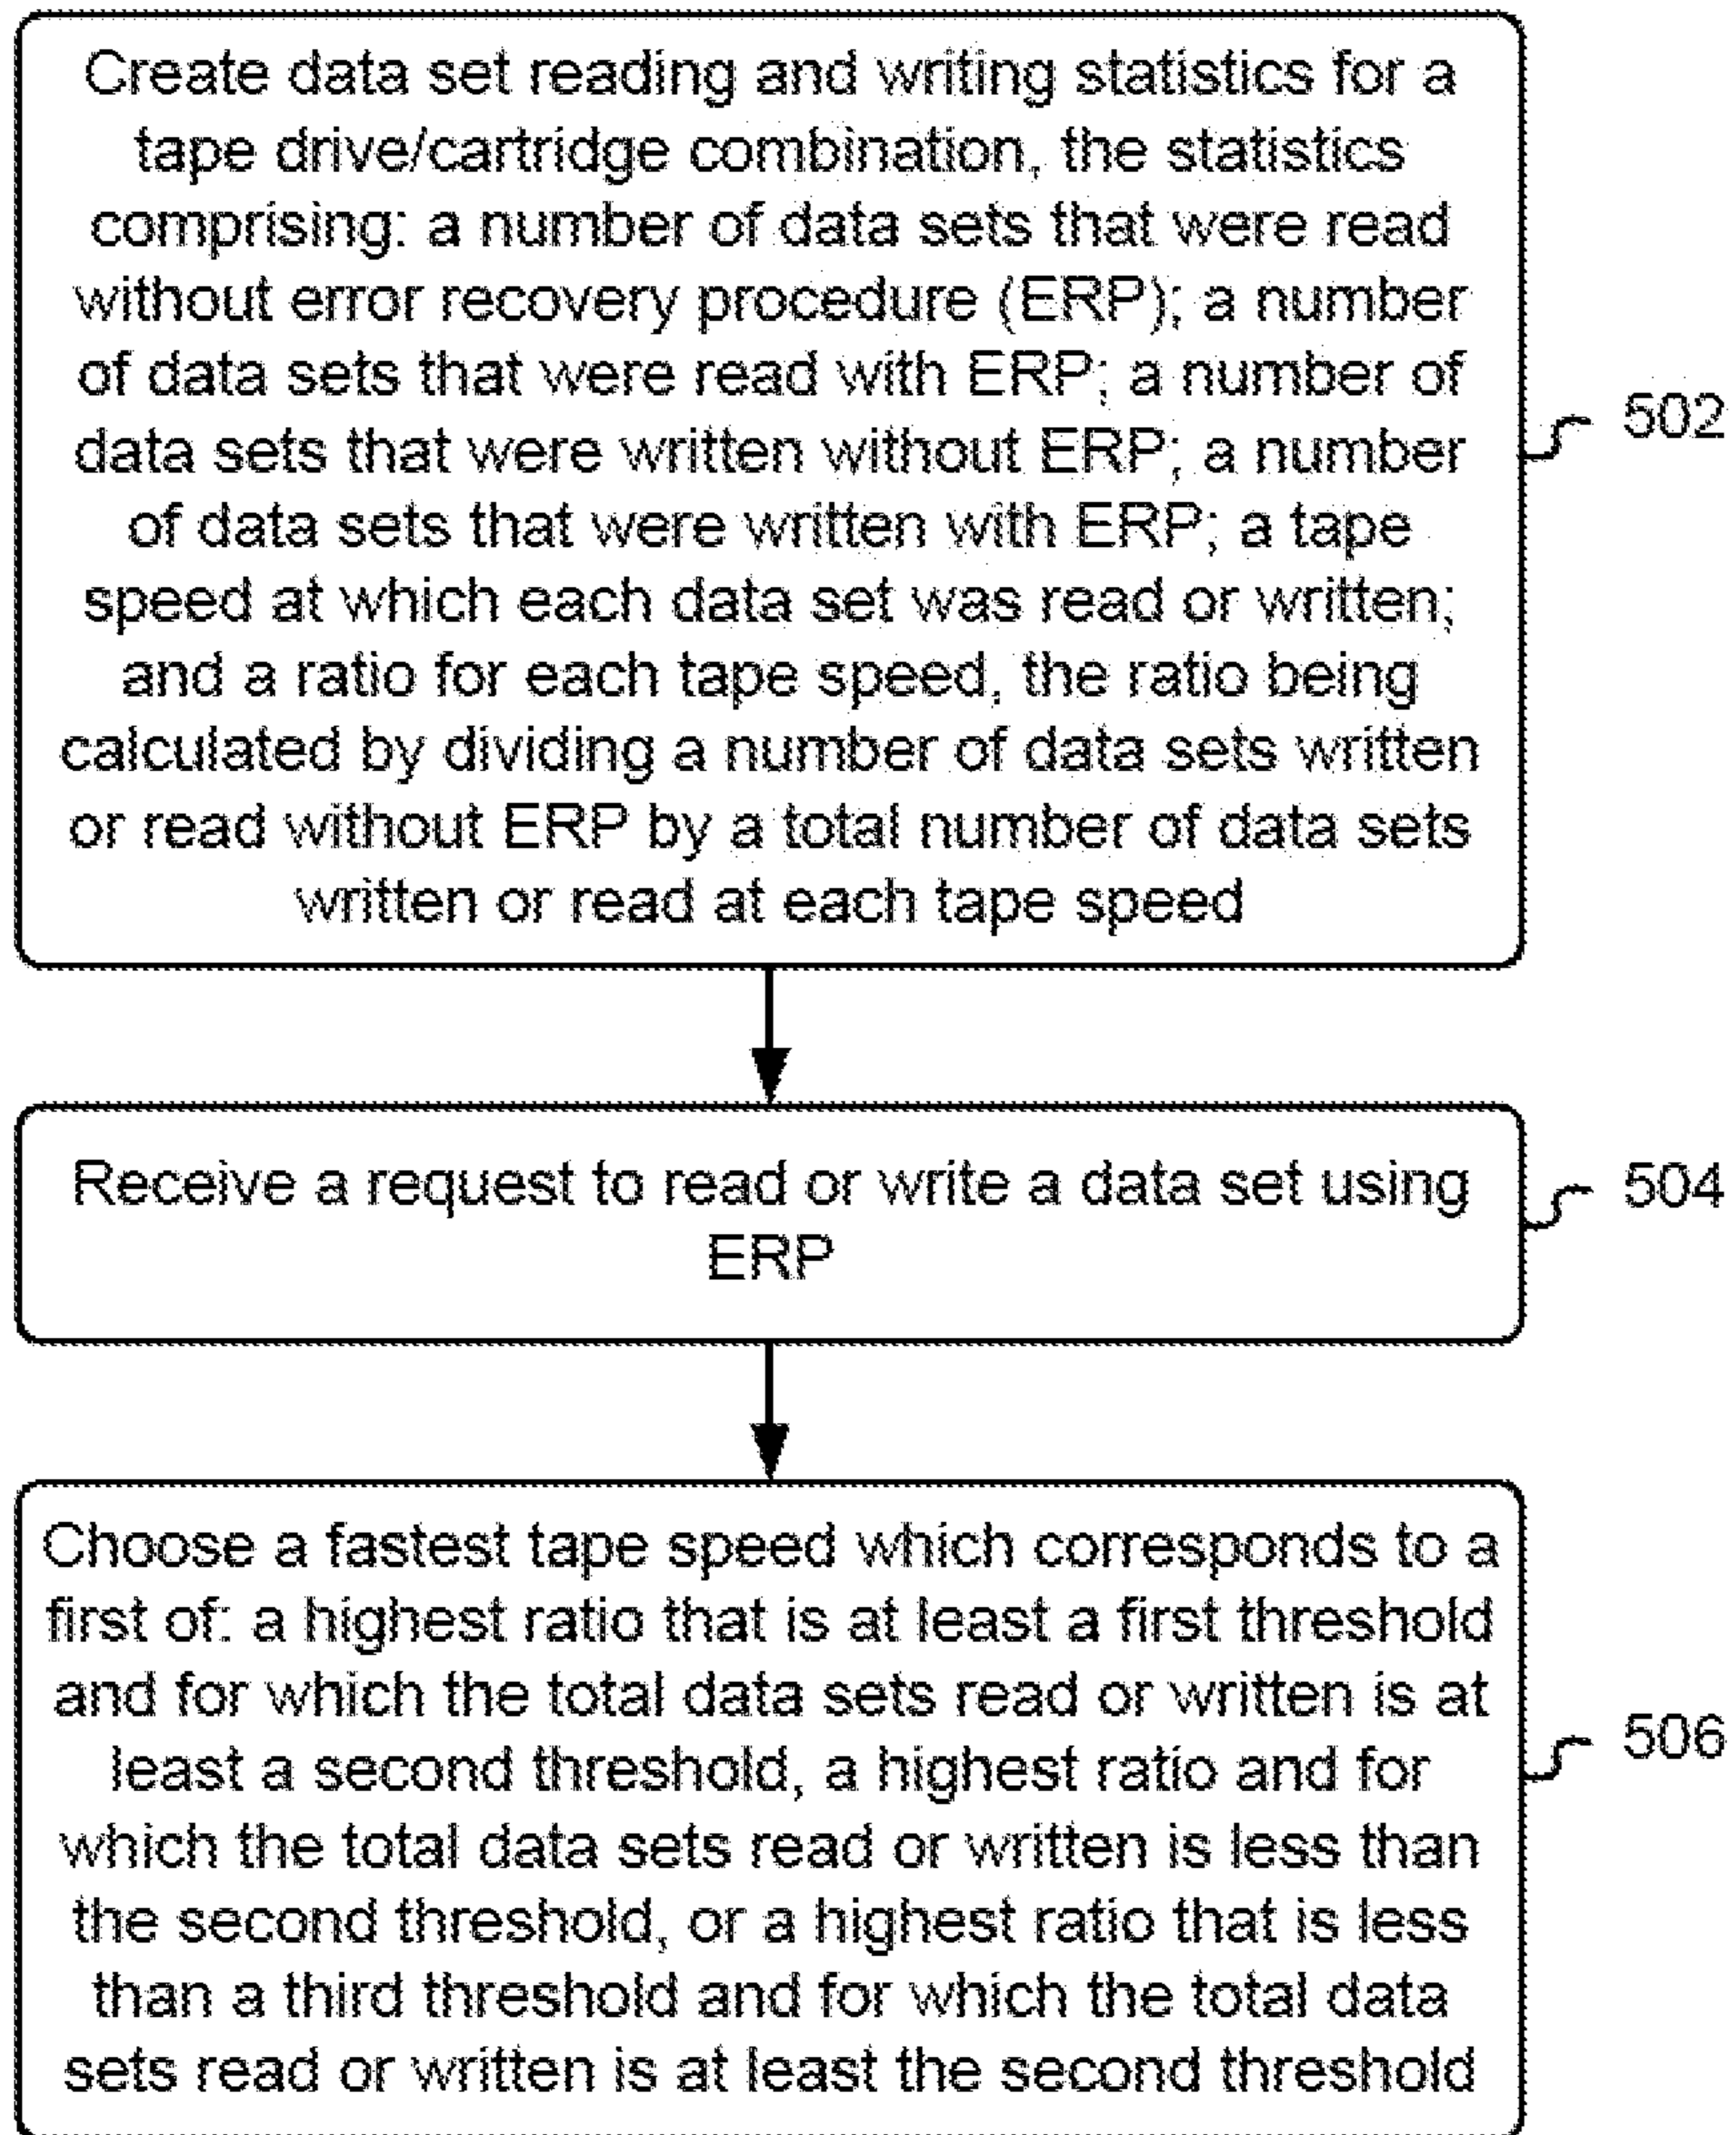 Create data set reading and writing statistics for a
tape drive/cartridge combination, the statistics
comprising: a number of data sets that were read
without error recovery procedure (ERP); a number
of data sets that were read with ERP; a number of
data sets that were written without ERP; a number
of data sets that were written with ERP; a tape
speed at which each data set was read or written;
and a ratio for each tape speed, the ratio being
calculated by dividing a number of data sets written
or read without ERP by a total number of data sets
written or read at each tape speed
502
Receive a request to read or write a data set using
ERP
504
Choose a fastest tape speed which corresponds to a
first of: a highest ratio that is at least a first threshold
and for which the total data sets read or written is at
least a second threshold, a highest ratio and for
which the total data sets read or written is less than
the second threshold, or a highest ratio that is less
than a third threshold and for which the total data
sets read or written is at least the second threshold
506